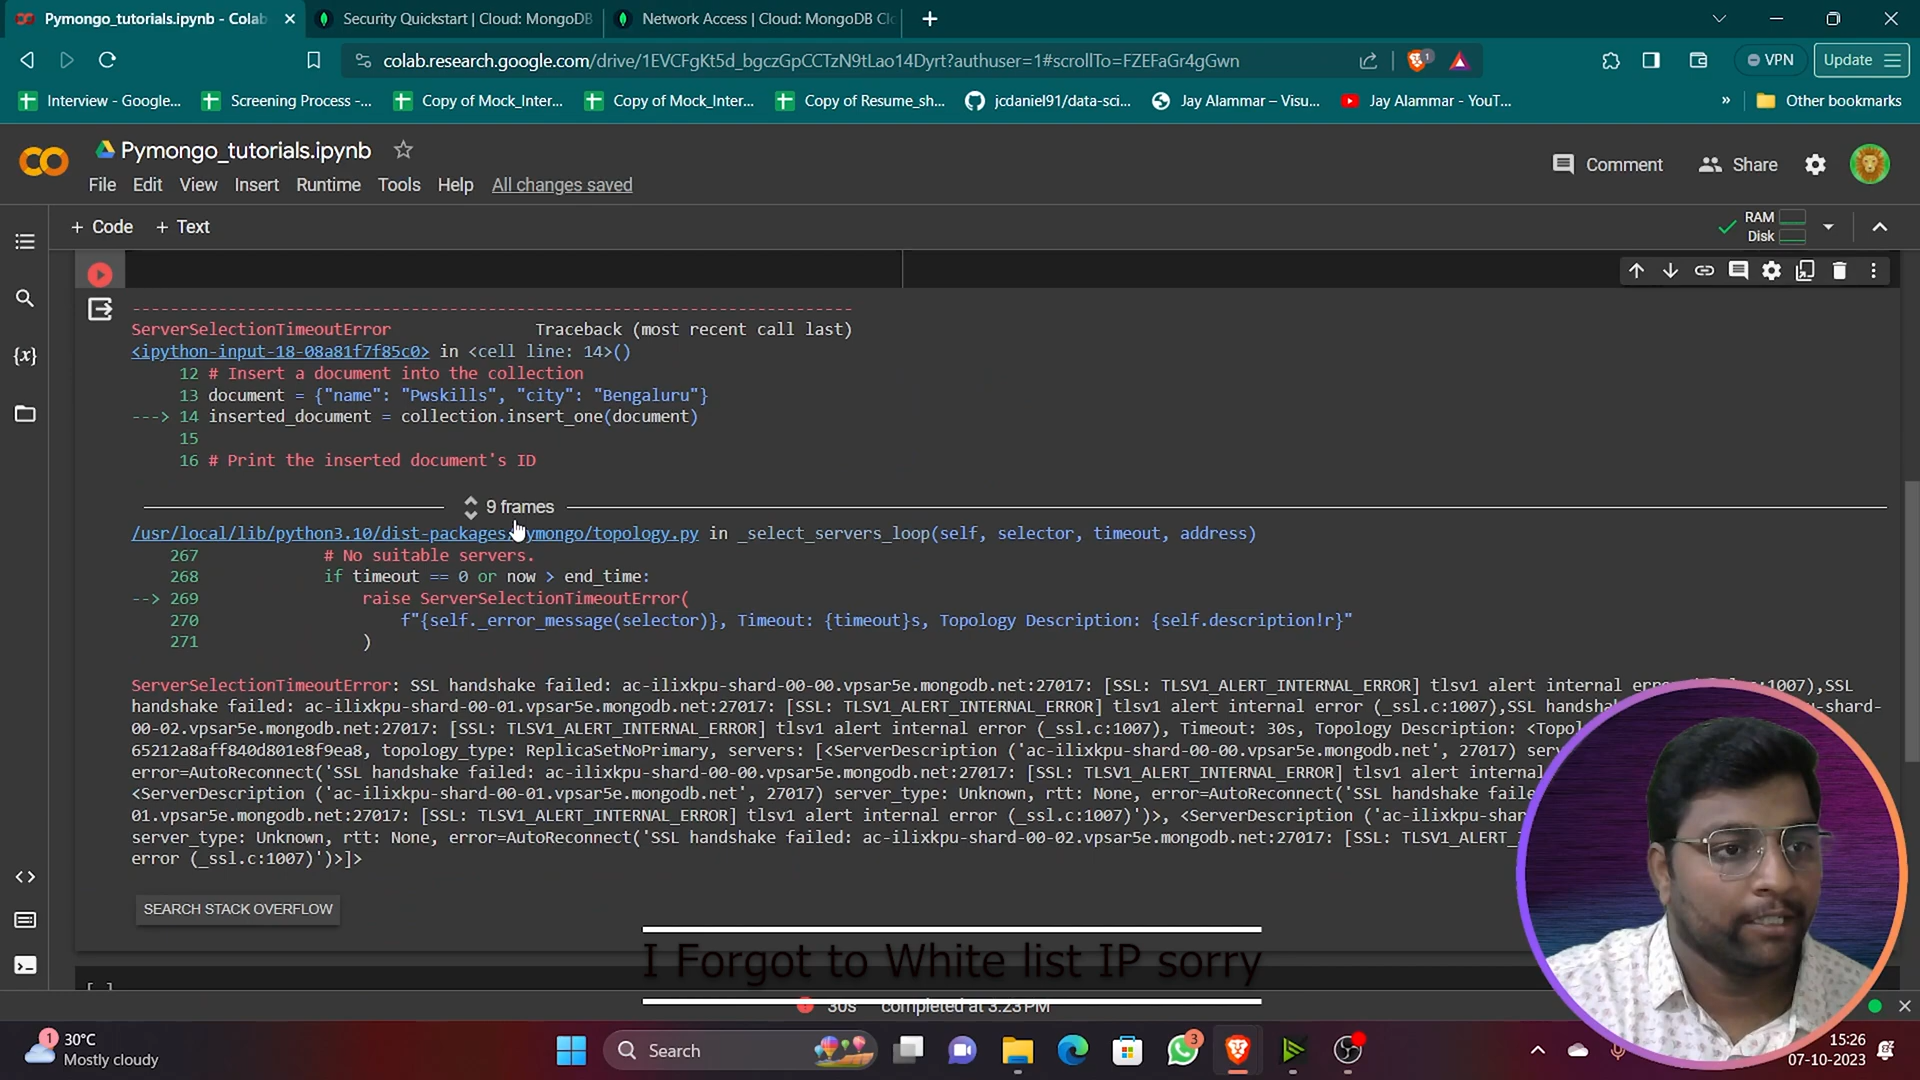 Pymongo_tutorials.ipynb - Colab
Security Quickstart | Cloud: MongoDB
Network Access | Cloud: MongoDB Clo
colab.research.google.com/drive/1EVCFgKt5d_bgczGpCCTzN9tLao14Dyrt?authuser=1#scrollTo=FZEFaGr4gGwn
1
VPN
Update
Interview - Google...
Screening Process -...
Copy of Mock_Inter...
Copy of Mock_Inter...
Copy of Resume_sh...
jcdaniel91/data-sci...
Jay Alammar – Visu...
Jay Alammar - YouT...
»
Other bookmarks
Pymongo_tutorials.ipynb
Comment
Share
File Edit View Insert Runtime Tools Help All changes saved
+ Code + Text
RAM
Disk
ServerSelectionTimeoutError Traceback (most recent call last)
<ipython-input-18-08a81f7f85c0> in <cell line: 14>()
12 # Insert a document into the collection
13 document = {"name": "Pwskills", "city": "Bengaluru"}
---> 14 inserted_document = collection.insert_one(document)
15
16 # Print the inserted document's ID
9 frames
/usr/local/lib/python3.10/dist-packages/pymongo/topology.py in _select_servers_loop(self, selector, timeout, address)
267 # No suitable servers.
268 if timeout == 0 or now > end_time:
--> 269 raise ServerSelectionTimeoutError(
270 f"{self._error_message(selector)}, Timeout: {timeout}s, Topology Description: {self.description!r}"
271 )
ServerSelectionTimeoutError: SSL handshake failed: ac-ilixkpu-shard-00-00.vpsar5e.mongodb.net:27017: [SSL: TLSV1_ALERT_INTERNAL_ERROR] tlsv1 alert internal error :1007),SSL
handshake failed: ac-ilixkpu-shard-00-01.vpsar5e.mongodb.net:27017: [SSL: TLSV1_ALERT_INTERNAL_ERROR] tlsv1 alert internal error (_ssl.c:1007),SSL -shard-
00-02.vpsar5e.mongodb.net:27017: [SSL: TLSV1_ALERT_INTERNAL_ERROR] tlsv1 alert internal error (_ssl.c:1007), Timeout: 30s, Topology Description: <Topol
65212a8aff840d801e8f9ea8, topology_type: ReplicaSetNoPrimary, servers: [<ServerDescription ('ac-ilixkpu-shard-00-00.vpsar5e.mongodb.net', 27017)
error=AutoReconnect('SSL handshake failed: ac-ilixkpu-shard-00-00.vpsar5e.mongodb.net:27017: [SSL: TLSV1_ALERT_INTERNAL_ERROR] tlsv1 alert internal
<ServerDescription ('ac-ilixkpu-shard-00-01.vpsar5e.mongodb.net', 27017) server_type: Unknown, rtt: None, error=AutoReconnect('SSL handshake
01.vpsar5e.mongodb.net:27017: [SSL: TLSV1_ALERT_INTERNAL_ERROR] tlsv1 alert internal error (_ssl.c:1007)')>, <ServerDescription
server_type: Unknown, rtt: None, error=AutoReconnect('SSL handshake failed: ac-ilixkpu-shard-00-02.vpsar5e.mongodb.net:27017: [SSL:
error (_ssl.c:1007)')>]>
SEARCH STACK OVERFLOW
I Forgot to White list IP sorry
[ ]
30s completed at 3:23 PM
1
30°C
Mostly cloudy
Search
3
15:26
07-10-2023